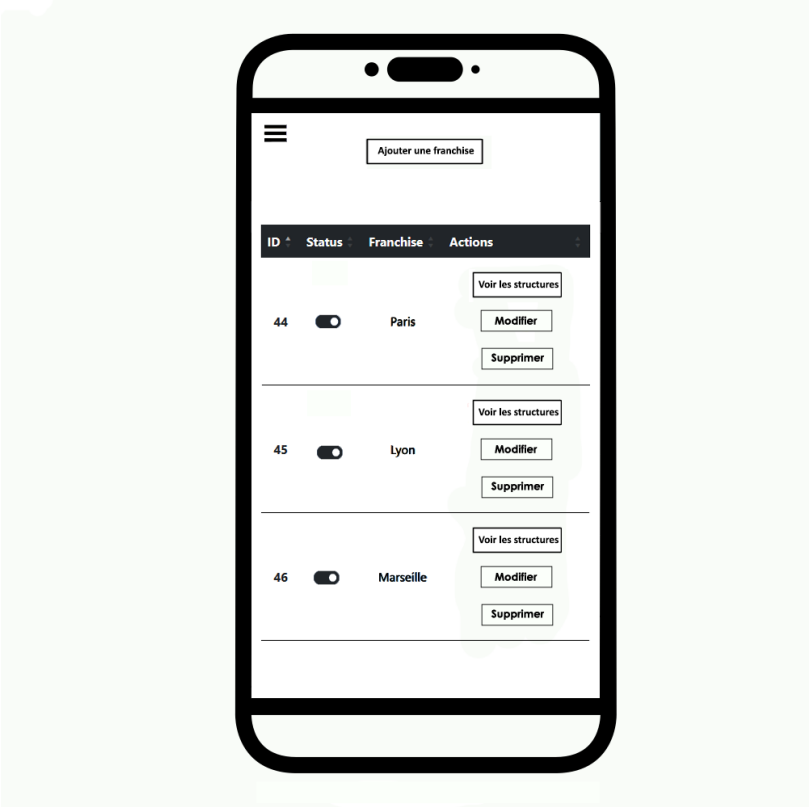 Ajouter une franchise
ID Status Franchise Actions
Voir les structures
44 Paris Modifier
Supprimer
Voir les structures
45 Lyon Modifier
Supprimer
Voir les structures
46 Marseille Modifier
Supprimer